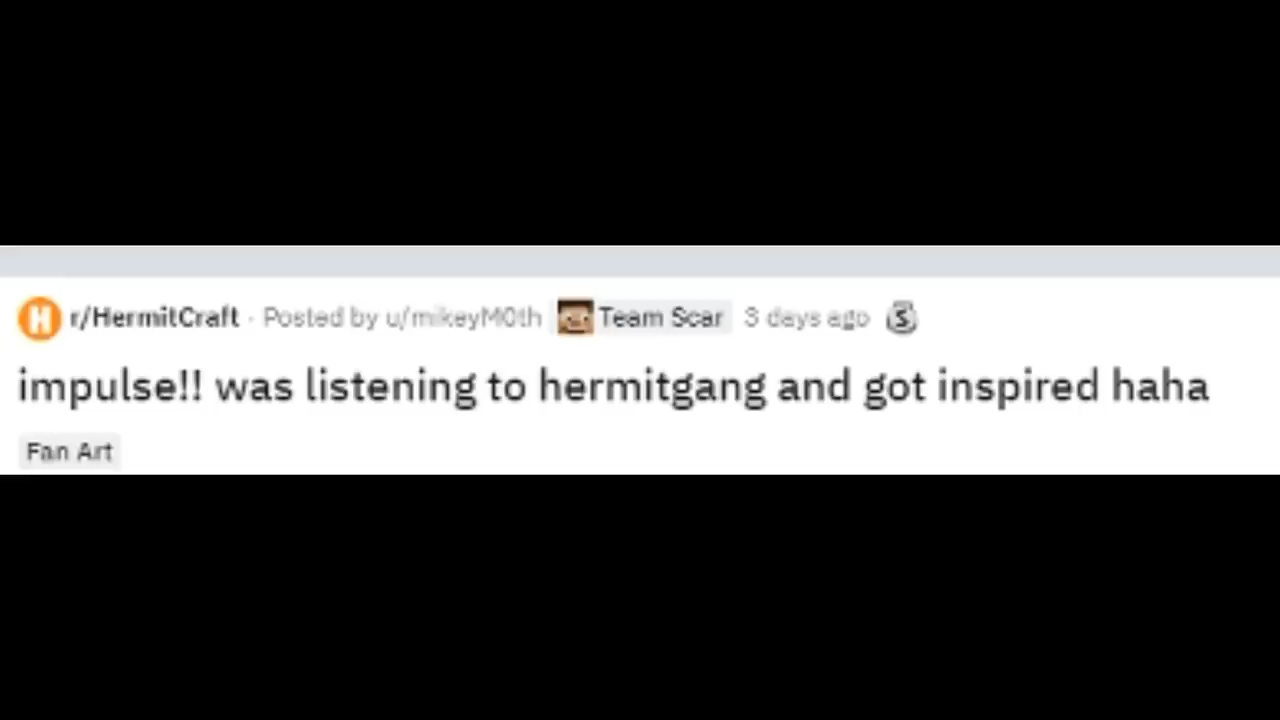 r/HermitCraft · Posted by u/mikeyM0th Team Scar 3 days ago
impulse!! was listening to hermitgang and got inspired haha
Fan Art